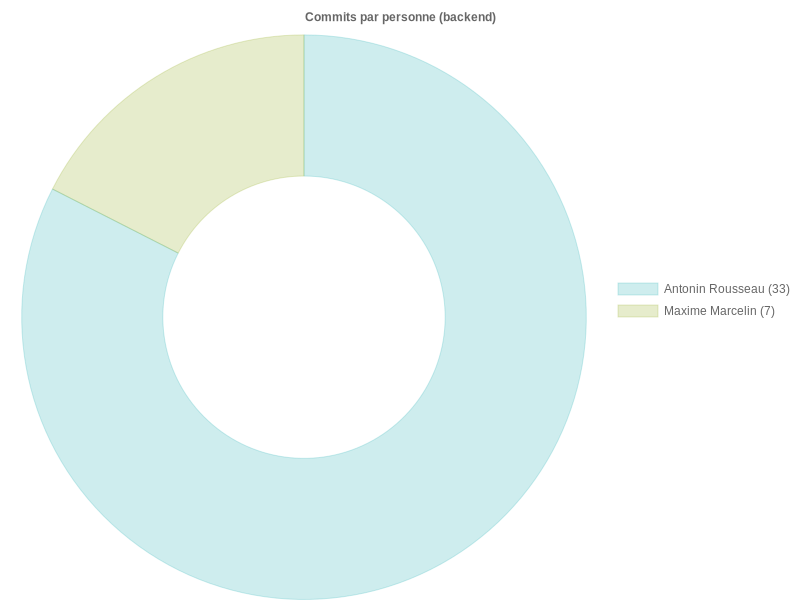 Commits par personne (backend)
Antonin Rousseau (33)
Maxime Marcelin (7)